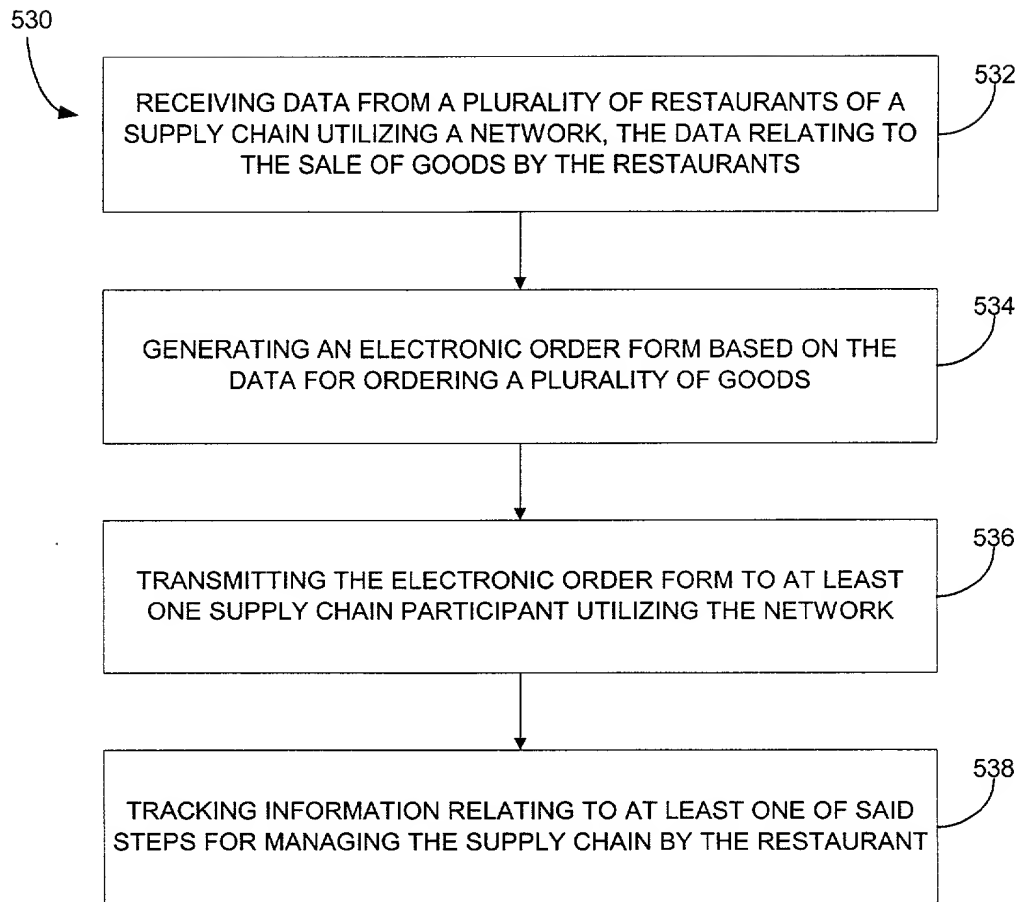 530
532
RECEIVING DATA FROM A PLURALITY OF RESTAURANTS OF A
SUPPLY CHAIN UTILIZING A NETWORK, THE DATA RELATING TO
THE SALE OF GOODS BY THE RESTAURANTS
534
GENERATING AN ELECTRONIC ORDER FORM BASED ON THE
DATA FOR ORDERING A PLURALITY OF GOODS
536
TRANSMITTING THE ELECTRONIC ORDER FORM TO AT LEAST
ONE SUPPLY CHAIN PARTICIPANT UTILIZING THE NETWORK
538
TRACKING INFORMATION RELATING TO AT LEAST ONE OF SAID
STEPS FOR MANAGING THE SUPPLY CHAIN BY THE RESTAURANT